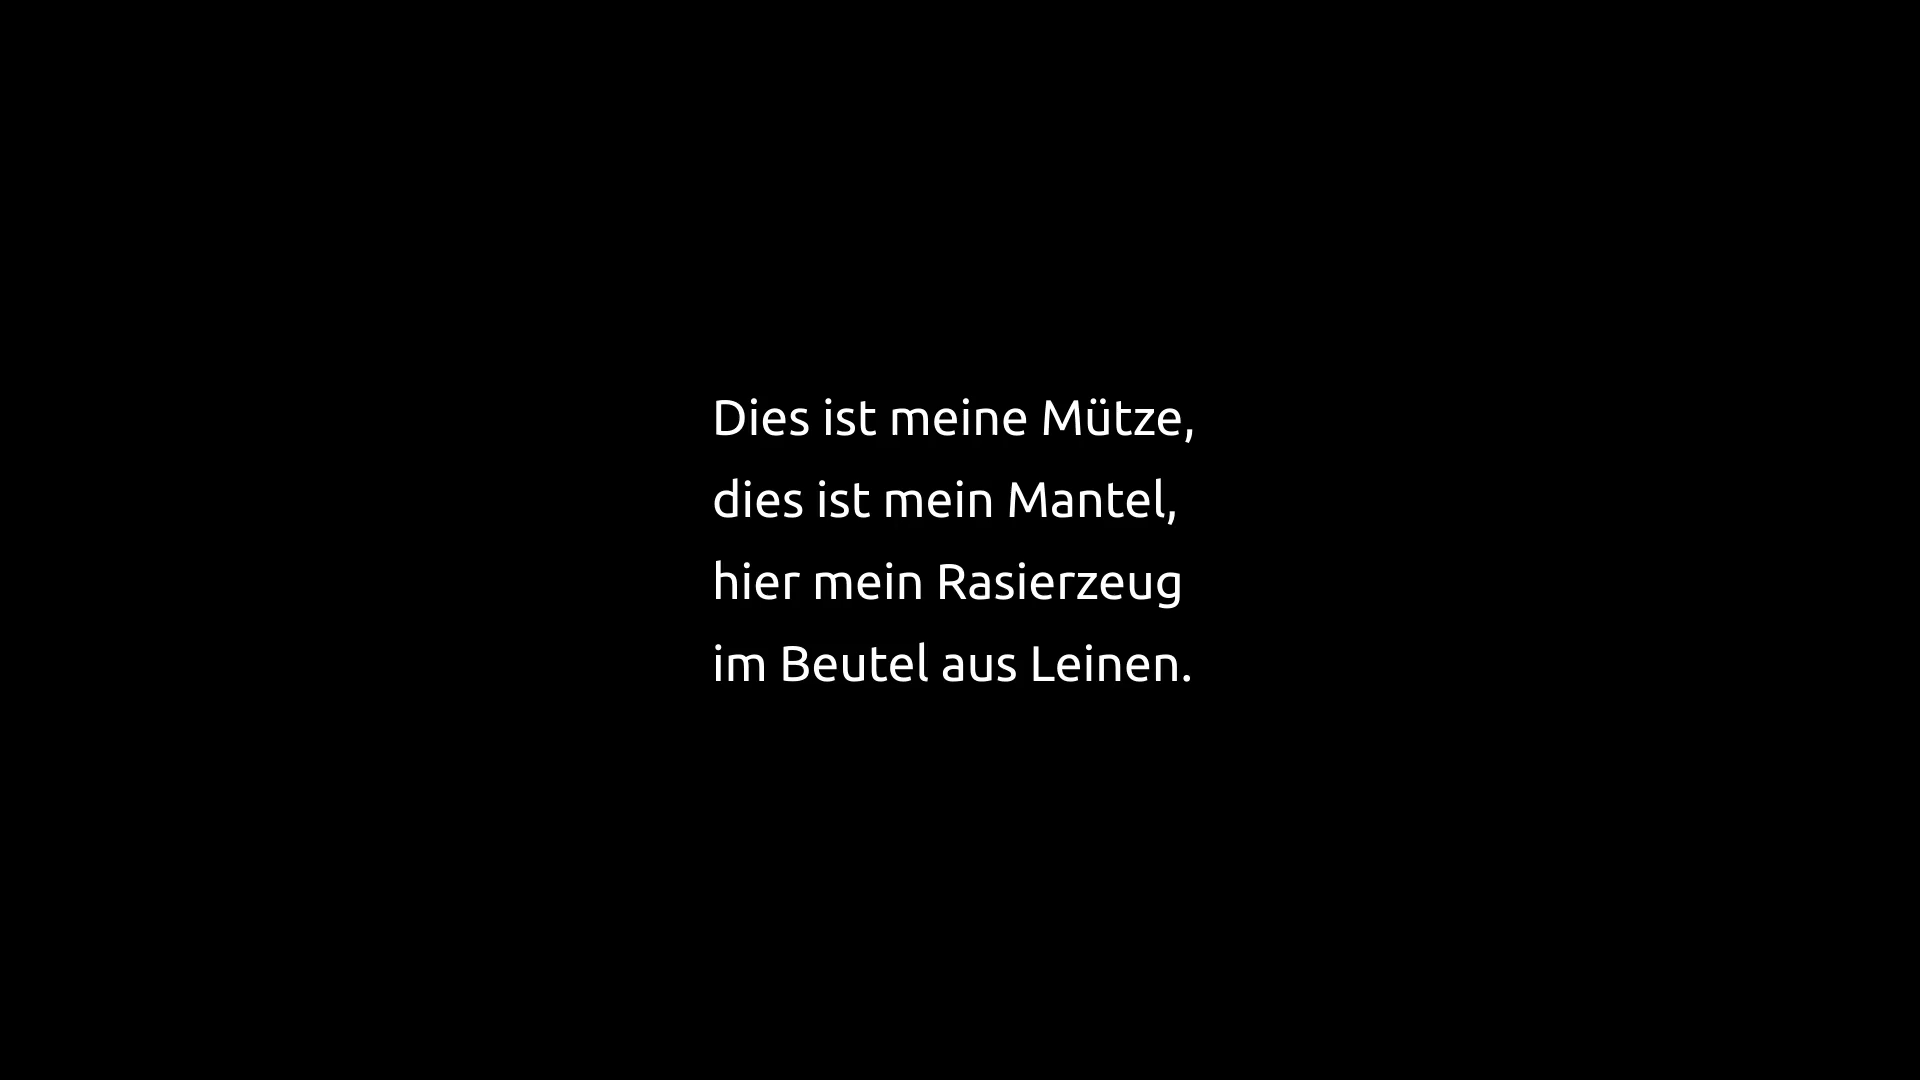 Dies ist meine Mütze,
dies ist mein Mantel,
hier mein Rasierzeug
im Beutel aus Leinen.